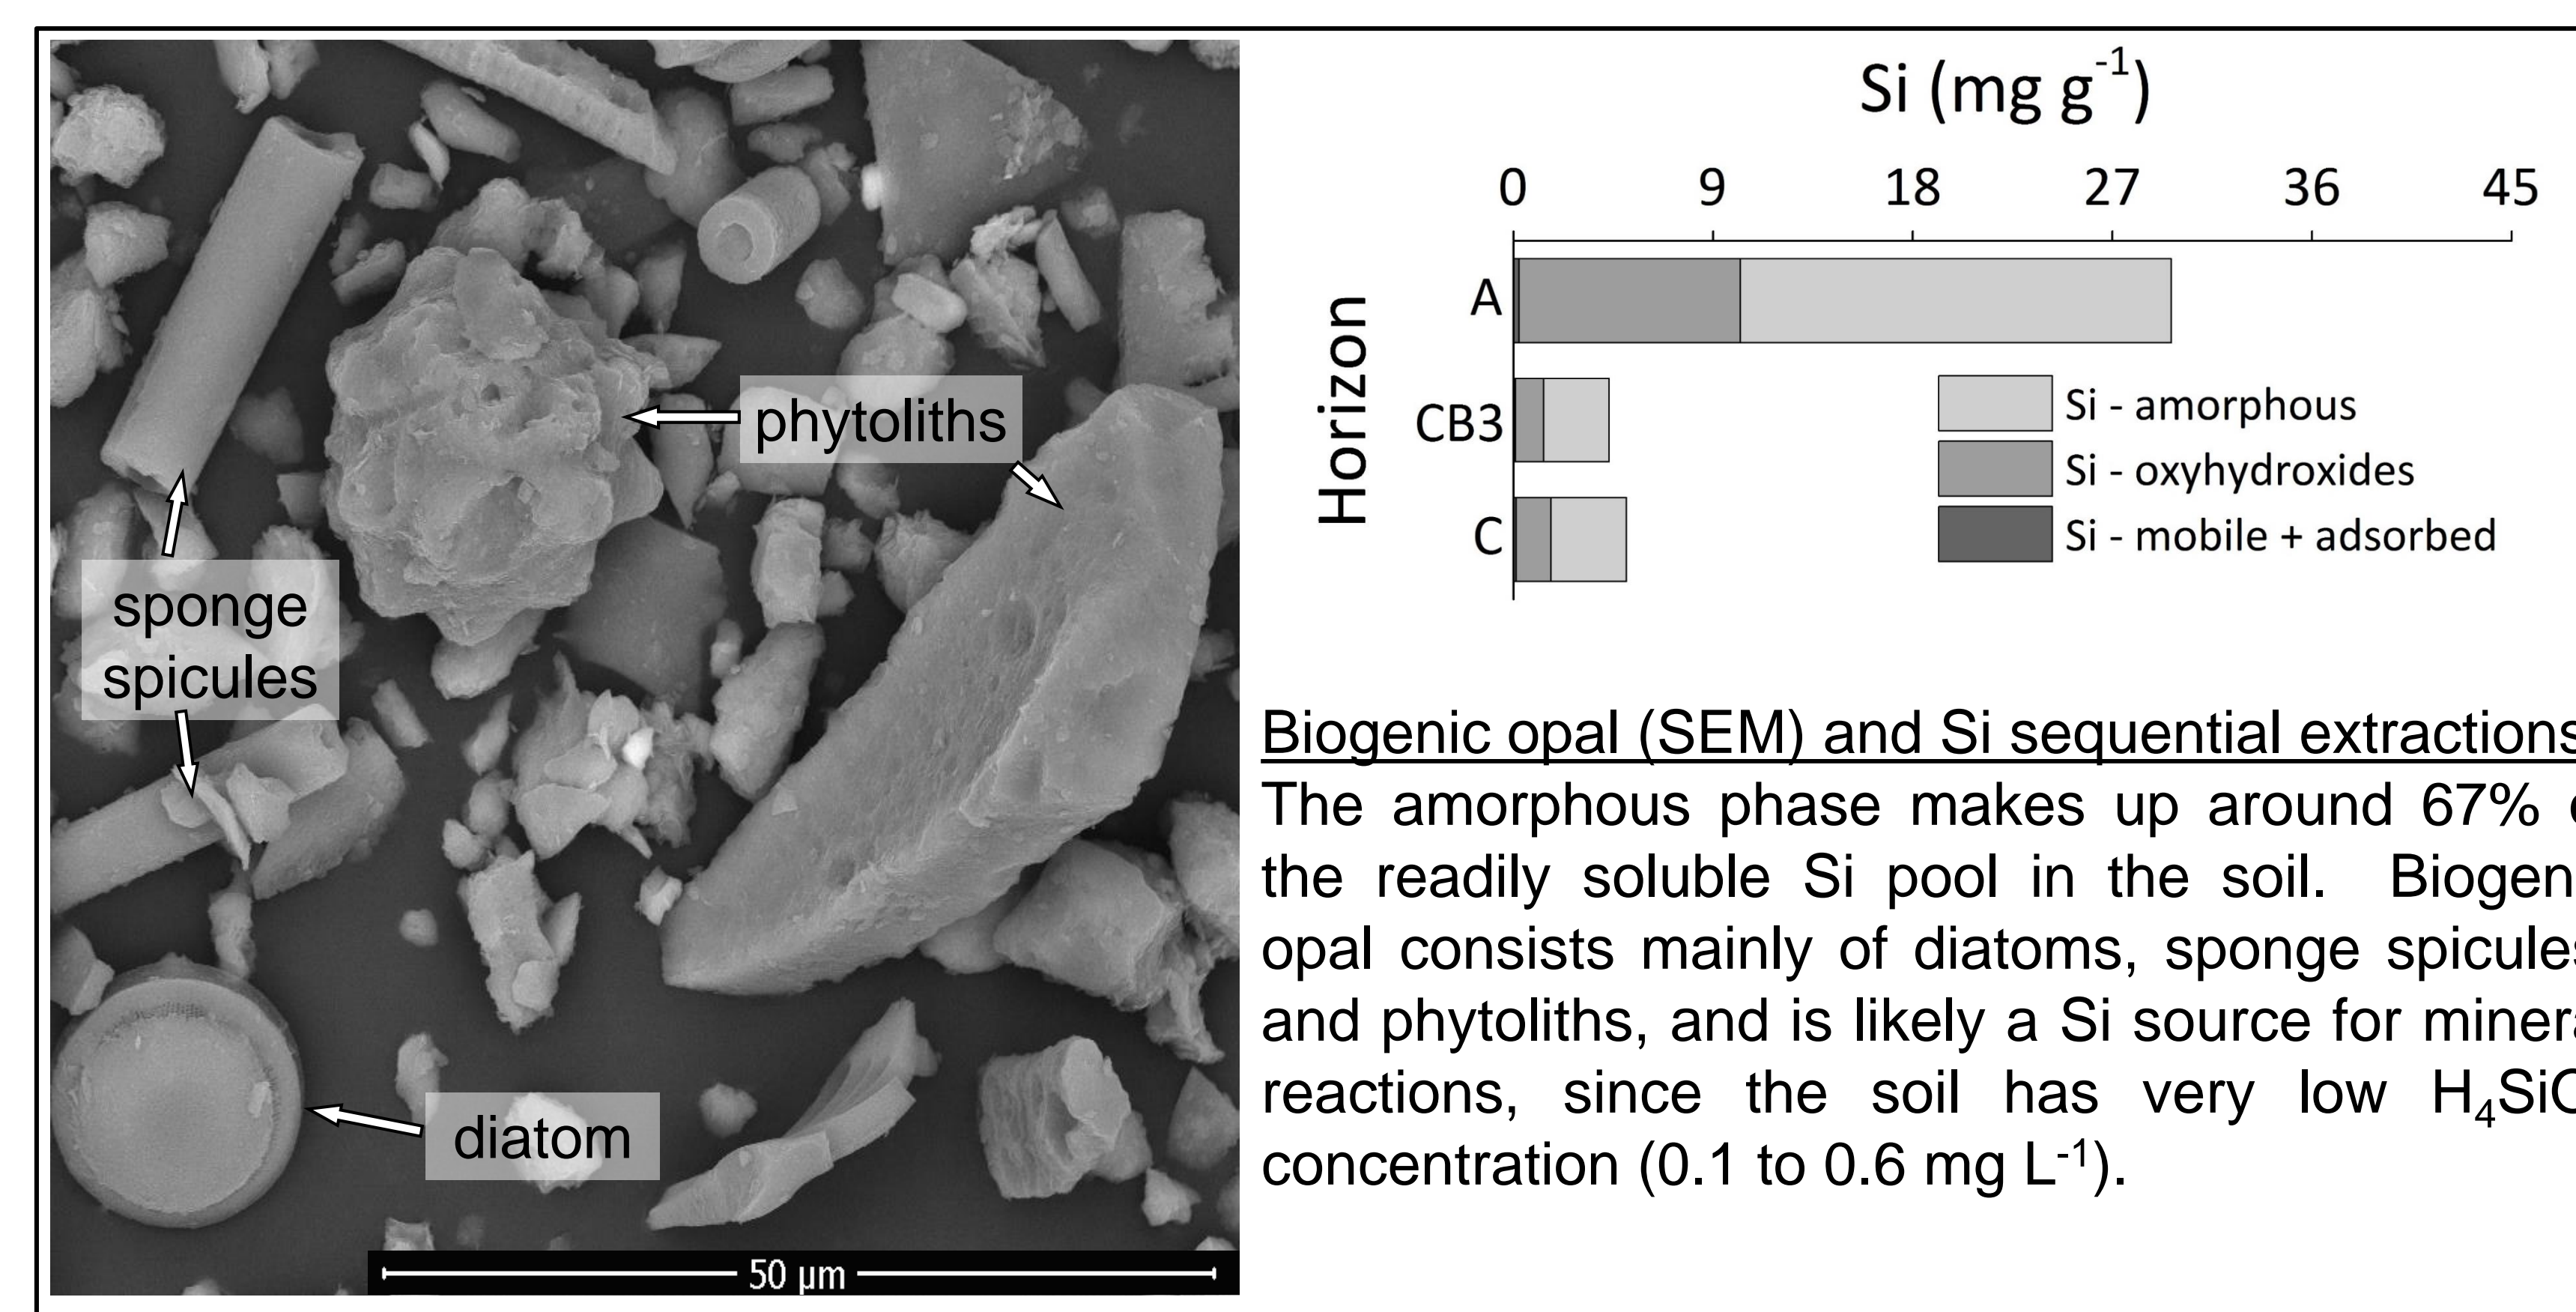 phytoliths
sponge
spicules
diatom
50 µm
Si (mg g⁻¹)
0 9 18 27 36 45
Horizon
A
CB3
C
Si - amorphous
Si - oxyhydroxides
Si - mobile + adsorbed
Biogenic opal (SEM) and Si sequential extractions
The amorphous phase makes up around 67%
the readily soluble Si pool in the soil. Biogen
opal consists mainly of diatoms, sponge spicules
and phytoliths, and is likely a Si source for minera
reactions, since the soil has very low H₄Si
concentration (0.1 to 0.6 mg L⁻¹).